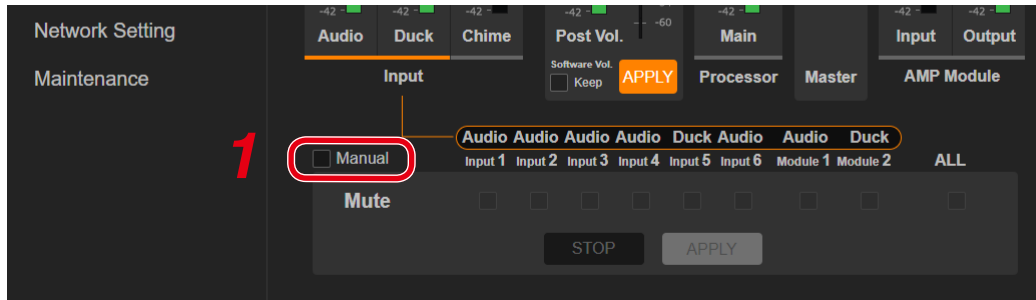 -42 - -42 - -42 - -42 - -60 -42 - -42 - -42 -
Network Setting
Audio Duck Chime Post Vol. Main Input Output
Software Vol.
Keep APPLY
Maintenance
Input Processor Master AMP Module
1
Audio Audio Audio Audio Duck Audio Audio Duck
Manual Input 1 Input 2 Input 3 Input 4 Input 5 Input 6 Module 1 Module 2 ALL
Mute
STOP APPLY